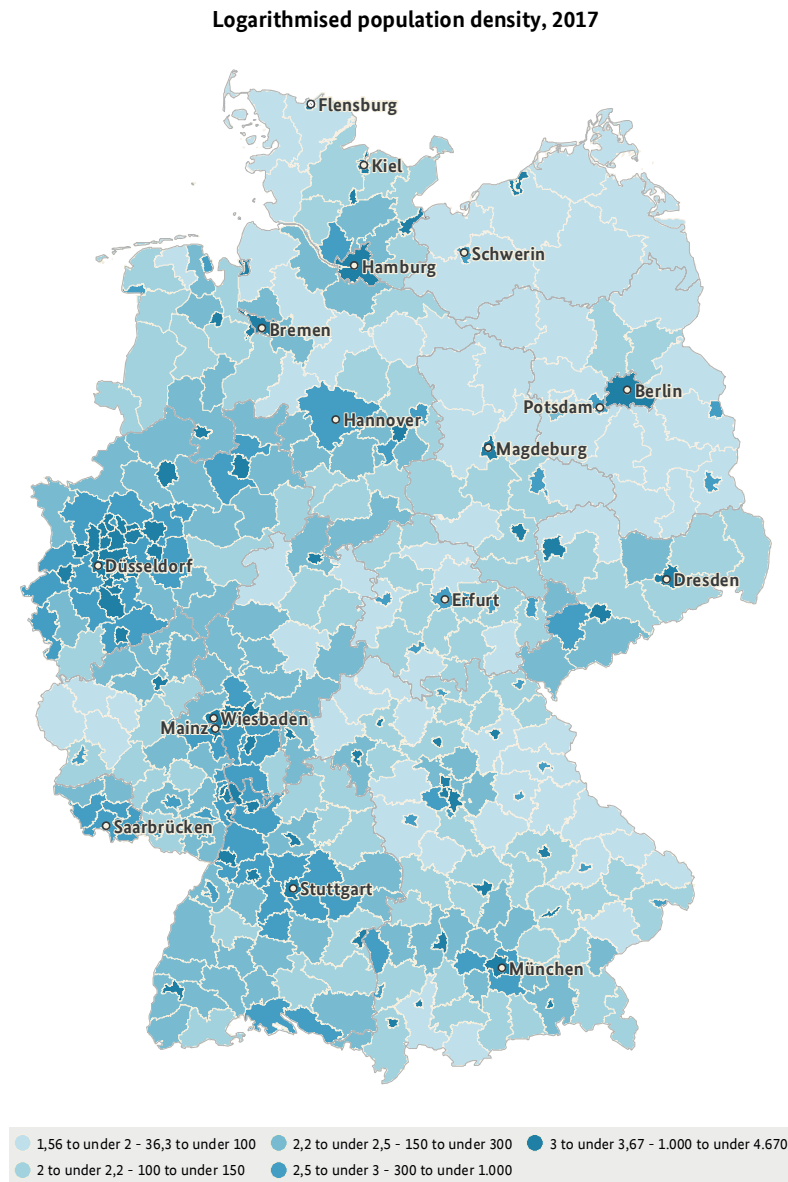 Logarithmised population density, 2017
Flensburg
Kiel
Schwerin
Hamburg
Bremen
Berlin
Potsdam
Hannover
Magdeburg
Düsseldorf
Dresden
Erfurt
Wiesbaden
Mainz
Saarbrücken
Stuttgart
München
1,56 to under 2 - 36,3 to under 100
2,2 to under 2,5 - 150 to under 300
3 to under 3,67 - 1.000 to under 4.670
2 to under 2,2 - 100 to under 150
2,5 to under 3 - 300 to under 1.000